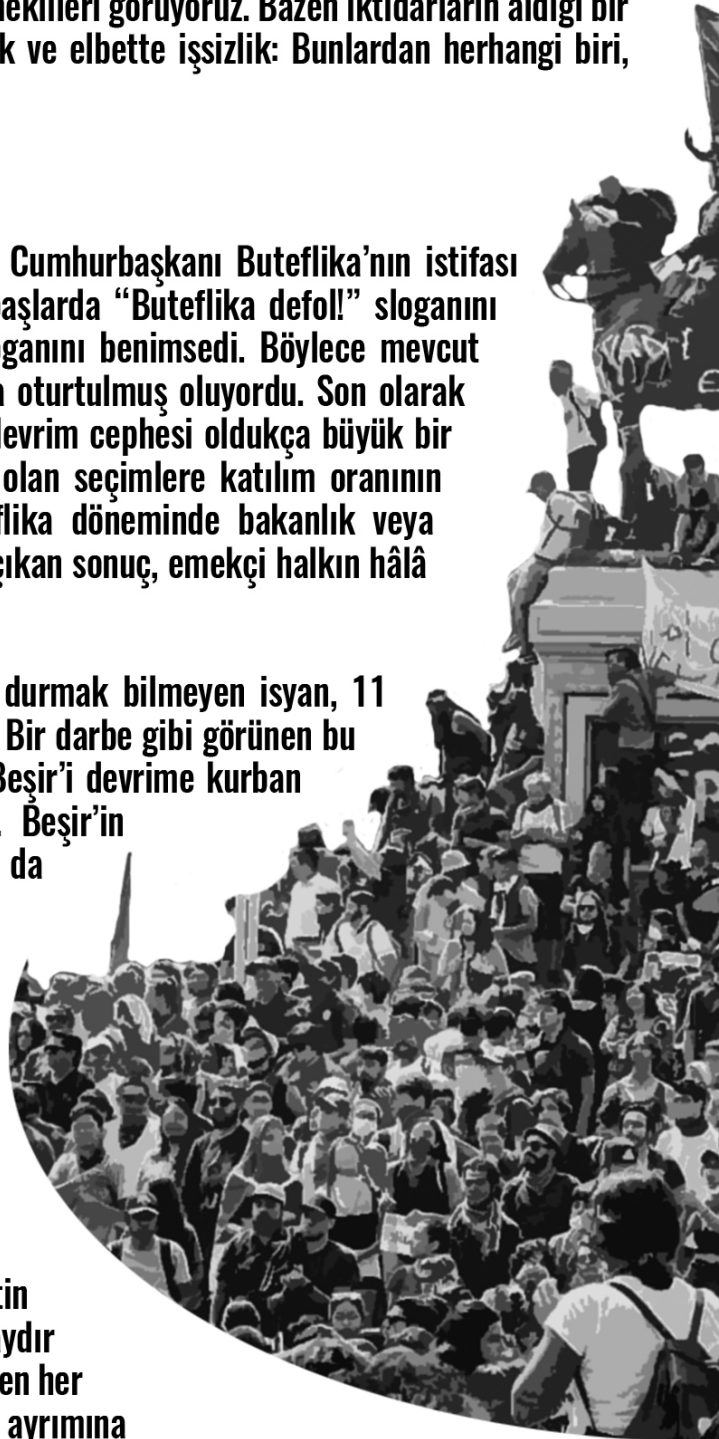 nekilleri görüyoruz. Bazen iktidarların aldığı bir
k ve elbette işsizlik: Bunlardan herhangi biri,
Cumhurbaşkanı Buteflika’nın istifası
başlarda “Buteflika defol!” sloganını
oganını benimsedi. Böylece mevcut
a oturtulmuş oluyordu. Son olarak
devrim cephesi oldukça büyük bir
olan seçimlere katılım oranının
flika döneminde bakanlık veya
çıkan sonuç, emekçi halkın hâlâ
durmak bilmeyen isyan, 11
Bir darbe gibi görünen bu
Beşir’i devrime kurban
. Beşir’in
da
tin
aydır
en her
ayrımına